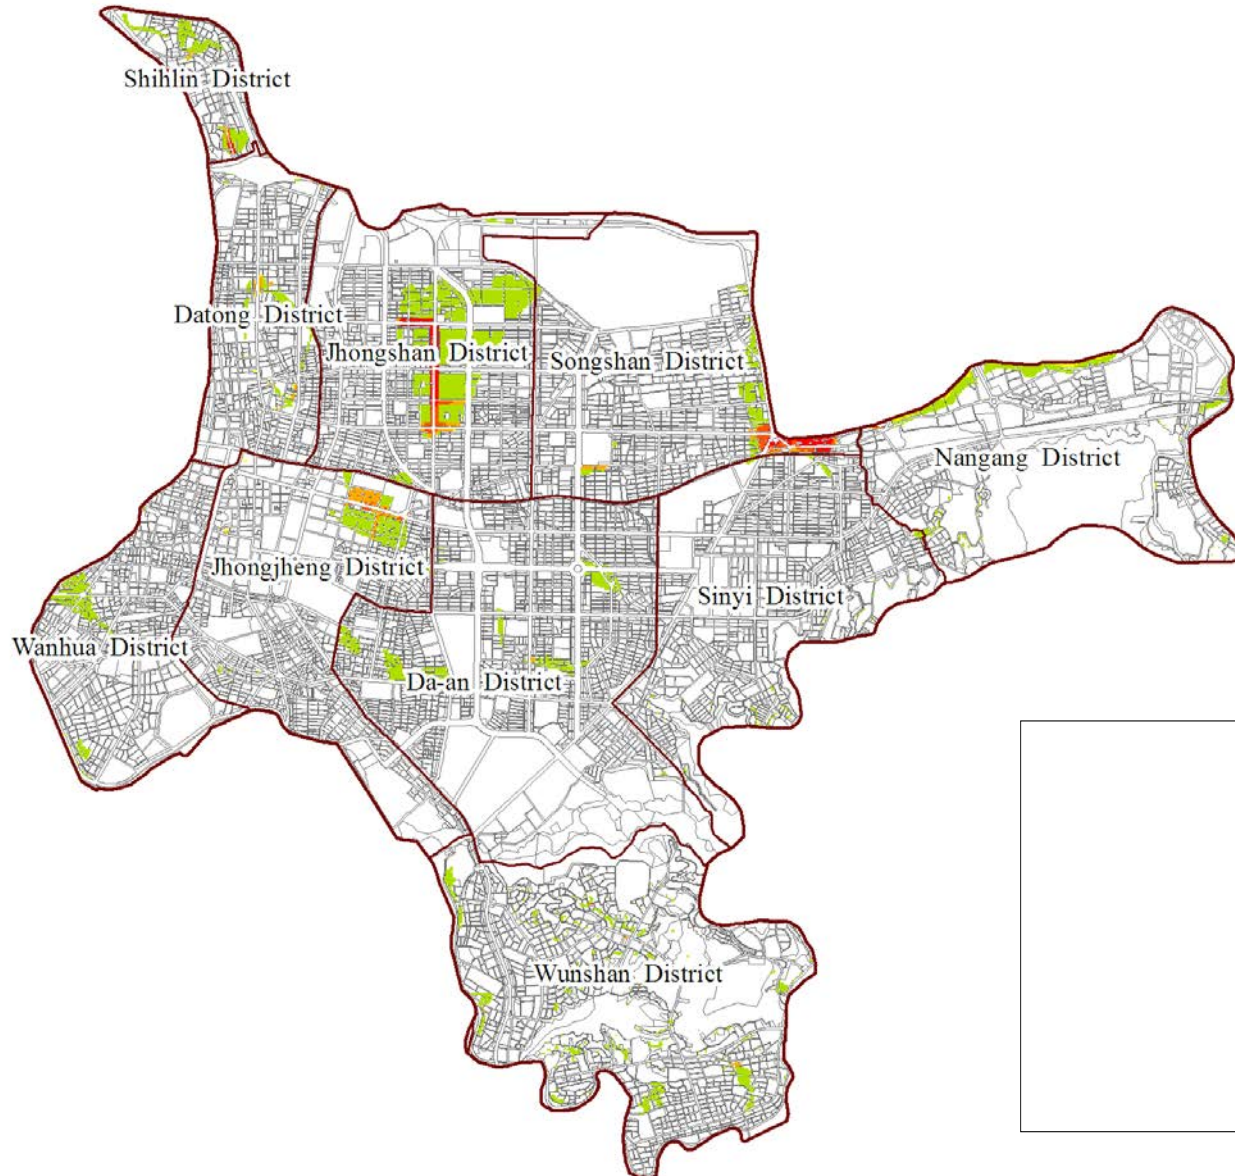 Shihlin District
Datong District
Jhongshan District
Songshan District
Nangang District
Jhongjheng District
Sinyi District
Wanhua District
Da-an District
Wunshan District